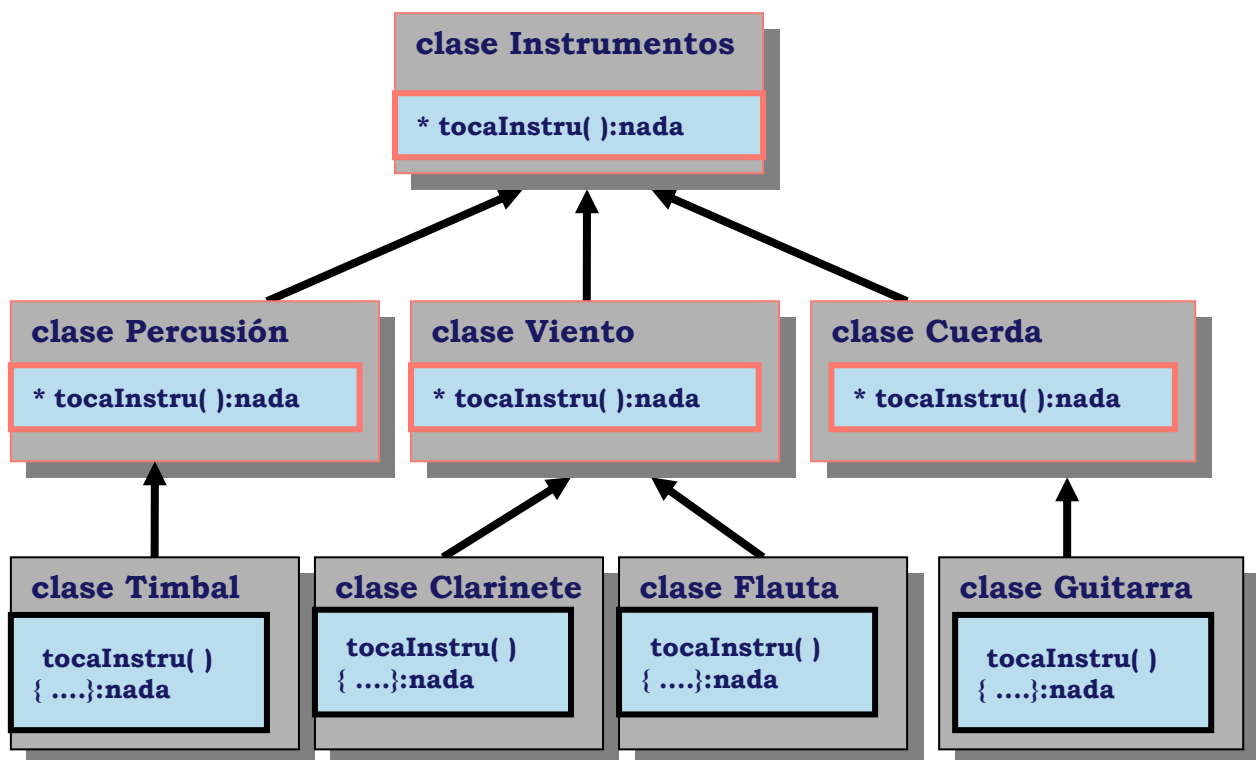 clase Instrumentos
* tocaInstru( ):nada
clase Percusión
* tocaInstru( ):nada
clase Viento
* tocaInstru( ):nada
clase Cuerda
* tocaInstru( ):nada
clase Timbal
tocaInstru( )
{ ....}:nada
clase Clarinete
tocaInstru( )
{ ....}:nada
clase Flauta
tocaInstru( )
{ ....}:nada
clase Guitarra
tocaInstru( )
{ ....}:nada